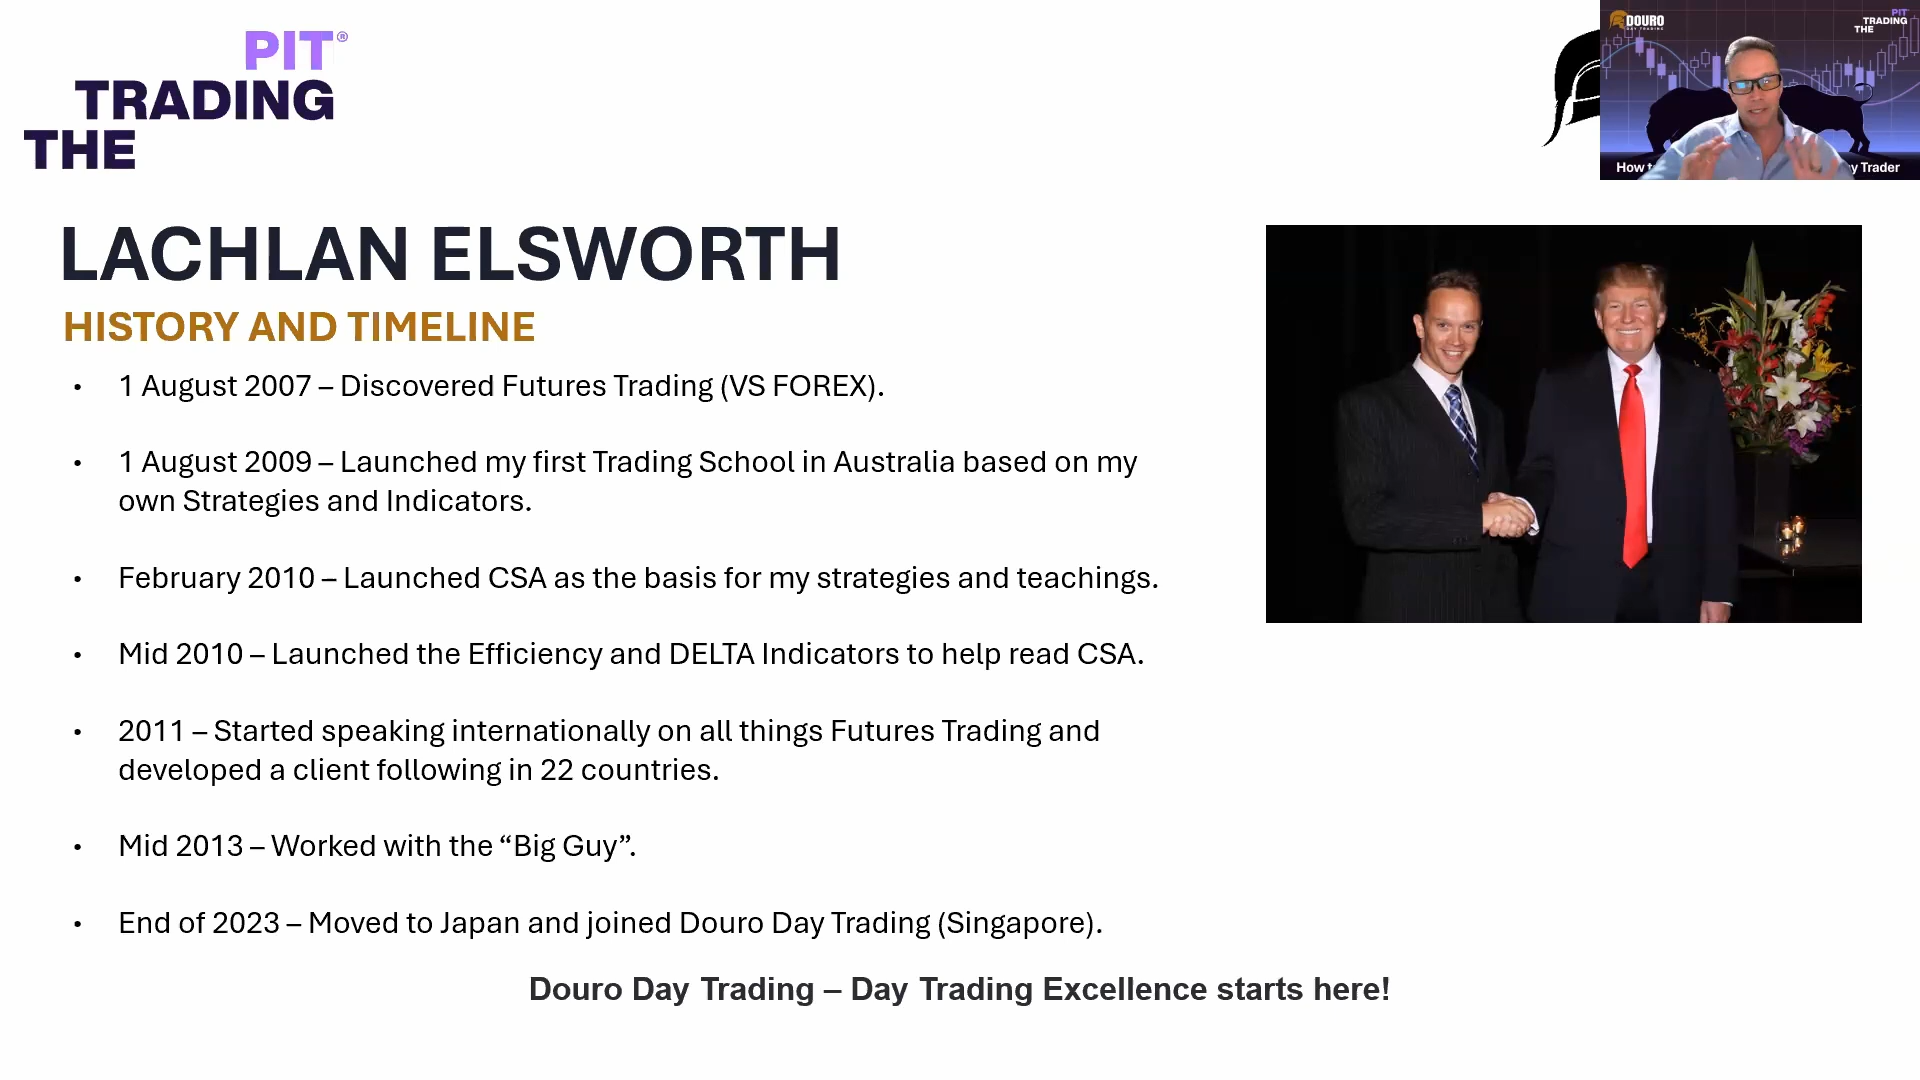 PIT®
TRADING
THE
DOURO
DAY TRADING
PIT
TRADING
THE
How
y Trader
LACHLAN ELSWORTH
HISTORY AND TIMELINE
• 1 August 2007 – Discovered Futures Trading (VS FOREX).
• 1 August 2009 – Launched my first Trading School in Australia based on my
own Strategies and Indicators.
• February 2010 – Launched CSA as the basis for my strategies and teachings.
• Mid 2010 – Launched the Efficiency and DELTA Indicators to help read CSA.
• 2011 – Started speaking internationally on all things Futures Trading and
developed a client following in 22 countries.
• Mid 2013 – Worked with the “Big Guy”.
• End of 2023 – Moved to Japan and joined Douro Day Trading (Singapore).
Douro Day Trading – Day Trading Excellence starts here!